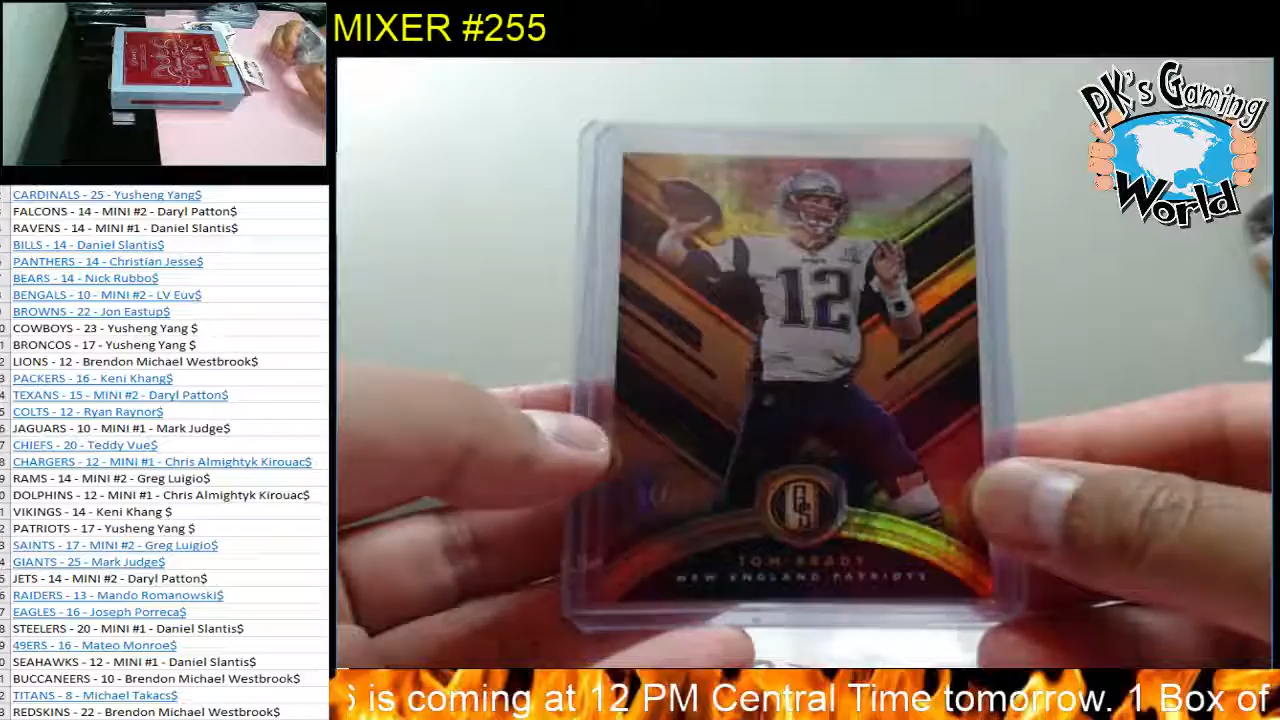 MIXER #255
PK's Gaming
World
CARDINALS - 25 - Yusheng Yang$
FALCONS - 14 - MINI #2 - Daryl Patton$
RAVENS - 14 - MINI #1 - Daniel Slantis$
BILLS - 14 - Daniel Slantis$
PANTHERS - 14 - Christian Jesse$
BEARS - 14 - Nick Rubbo$
BENGALS - 10 - MINI #2 - LV Euv$
BROWNS - 22 - Jon Eastup$
COWBOYS - 23 - Yusheng Yang $
BRONCOS - 17 - Yusheng Yang $
LIONS - 12 - Brendon Michael Westbrook$
PACKERS - 16 - Keni Khang$
TEXANS - 15 - MINI #2 - Daryl Patton$
COLTS - 12 - Ryan Raynor$
JAGUARS - 10 - MINI #1 - Mark Judge$
CHIEFS - 20 - Teddy Vue$
CHARGERS - 12 - MINI #1 - Chris Almightyk Kirouac$
RAMS - 14 - MINI #2 - Greg Luigio$
DOLPHINS - 12 - MINI #1 - Chris Almightyk Kirouac$
VIKINGS - 14 - Keni Khang $
PATRIOTS - 17 - Yusheng Yang $
SAINTS - 17 - MINI #2 - Greg Luigio$
GIANTS - 25 - Mark Judge$
JETS - 14 - MINI #2 - Daryl Patton$
RAIDERS - 13 - Mando Romanowski$
EAGLES - 16 - Joseph Porreca$
STEELERS - 20 - MINI #1 - Daniel Slantis$
49ERS - 16 - Mateo Monroe$
SEAHAWKS - 12 - MINI #1 - Daniel Slantis$
BUCCANEERS - 10 - Brendon Michael Westbrook$
TITANS - 8 - Michael Takacs$
REDSKINS - 22 - Brendon Michael Westbrook$
12
GS
TOM BRADY
NEW ENGLAND PATRIOTS
is coming at 12 PM Central Time tomorrow. 1 Box of